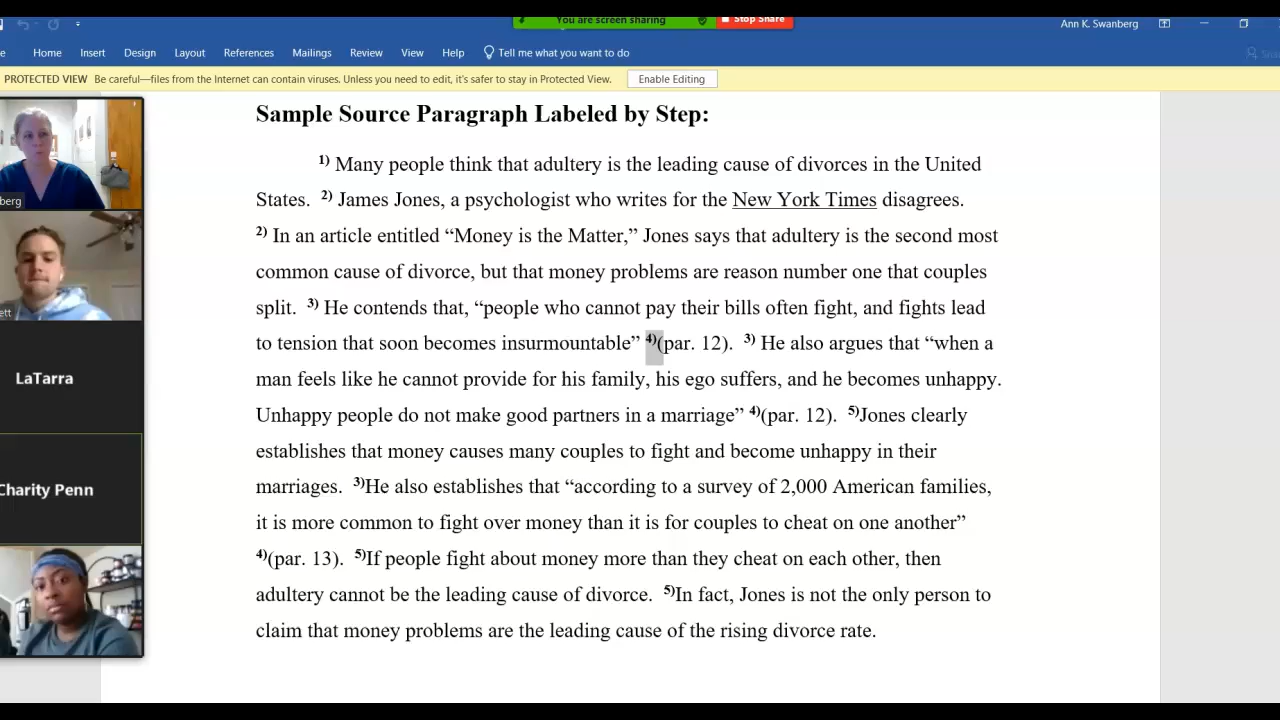 You are screen sharing
Stop Share
Ann K. Swanberg
Home Insert Design Layout References Mailings Review View Help Tell me what you want to do
PROTECTED VIEW Be careful—files from the Internet can contain viruses. Unless you need to edit, it's safer to stay in Protected View. Enable Editing
Sample Source Paragraph Labeled by Step:
1) Many people think that adultery is the leading cause of divorces in the United
States. 2) James Jones, a psychologist who writes for the New York Times disagrees.
2) In an article entitled “Money is the Matter,” Jones says that adultery is the second most
common cause of divorce, but that money problems are reason number one that couples
split. 3) He contends that, “people who cannot pay their bills often fight, and fights lead
to tension that soon becomes insurmountable” 4)(par. 12). 3) He also argues that “when a
man feels like he cannot provide for his family, his ego suffers, and he becomes unhappy.
Unhappy people do not make good partners in a marriage” 4)(par. 12). 5)Jones clearly
establishes that money causes many couples to fight and become unhappy in their
marriages. 3)He also establishes that “according to a survey of 2,000 American families,
it is more common to fight over money than it is for couples to cheat on one another”
4)(par. 13). 5)If people fight about money more than they cheat on each other, then
adultery cannot be the leading cause of divorce. 5)In fact, Jones is not the only person to
claim that money problems are the leading cause of the rising divorce rate.
berg
ett
LaTarra
Charity Penn